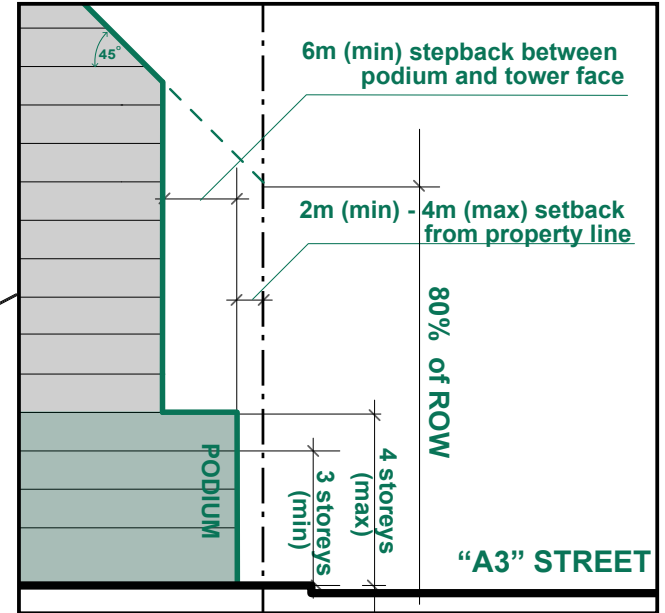 45°
6m (min) stepback between
podium and tower face
2m (min) - 4m (max) setback
from property line
80% of ROW
PODIUM
3 storeys
(min)
4 storeys
(max)
“A3” STREET